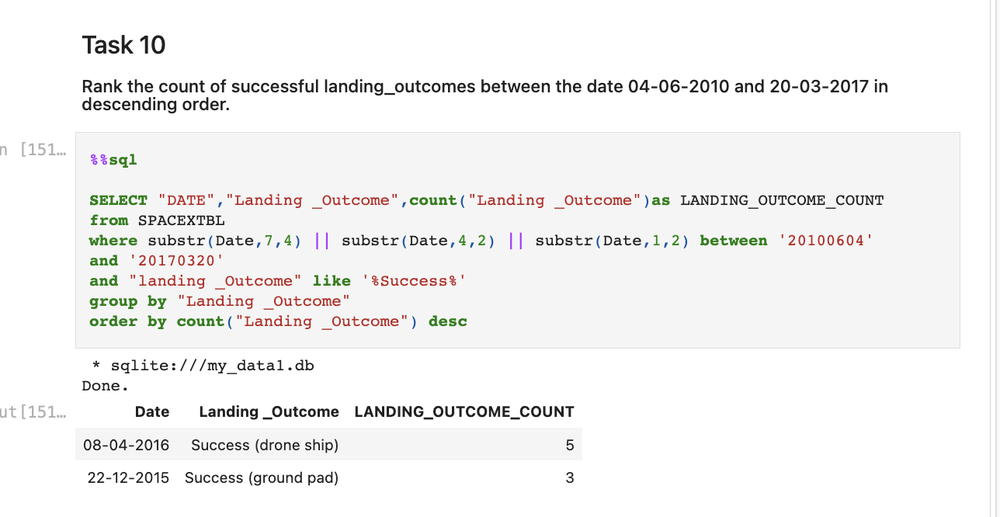 Task 10
Rank the count of successful landing_outcomes between the date 04-06-2010 and 20-03-2017 in
descending order.
n [151…
%%sql
SELECT "DATE","Landing _Outcome",count("Landing _Outcome")as LANDING_OUTCOME_COUNT
from SPACEXTBL
where substr(Date,7,4) || substr(Date,4,2) || substr(Date,1,2) between '20100604'
and '20170320'
and "landing _Outcome" like '%Success%'
group by "Landing _Outcome"
order by count("Landing _Outcome") desc
* sqlite:///my_data1.db
Done.
ut[151…
Date Landing _Outcome LANDING_OUTCOME_COUNT
08-04-2016 Success (drone ship) 5
22-12-2015 Success (ground pad) 3